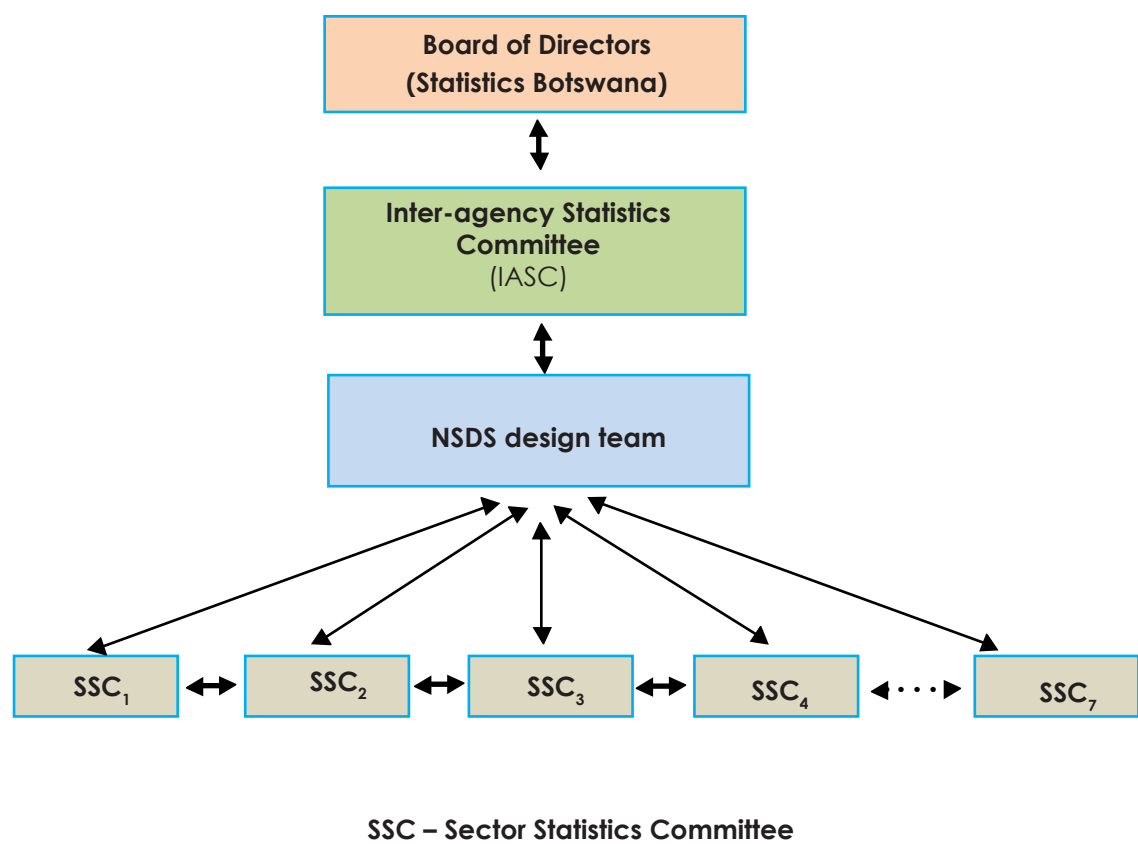 Board of Directors
(Statistics Botswana)
Inter-agency Statistics
Committee
(IASC)
NSDS design team
SSC₁
SSC₂
SSC₃
SSC₄
SSC₇
SSC – Sector Statistics Committee